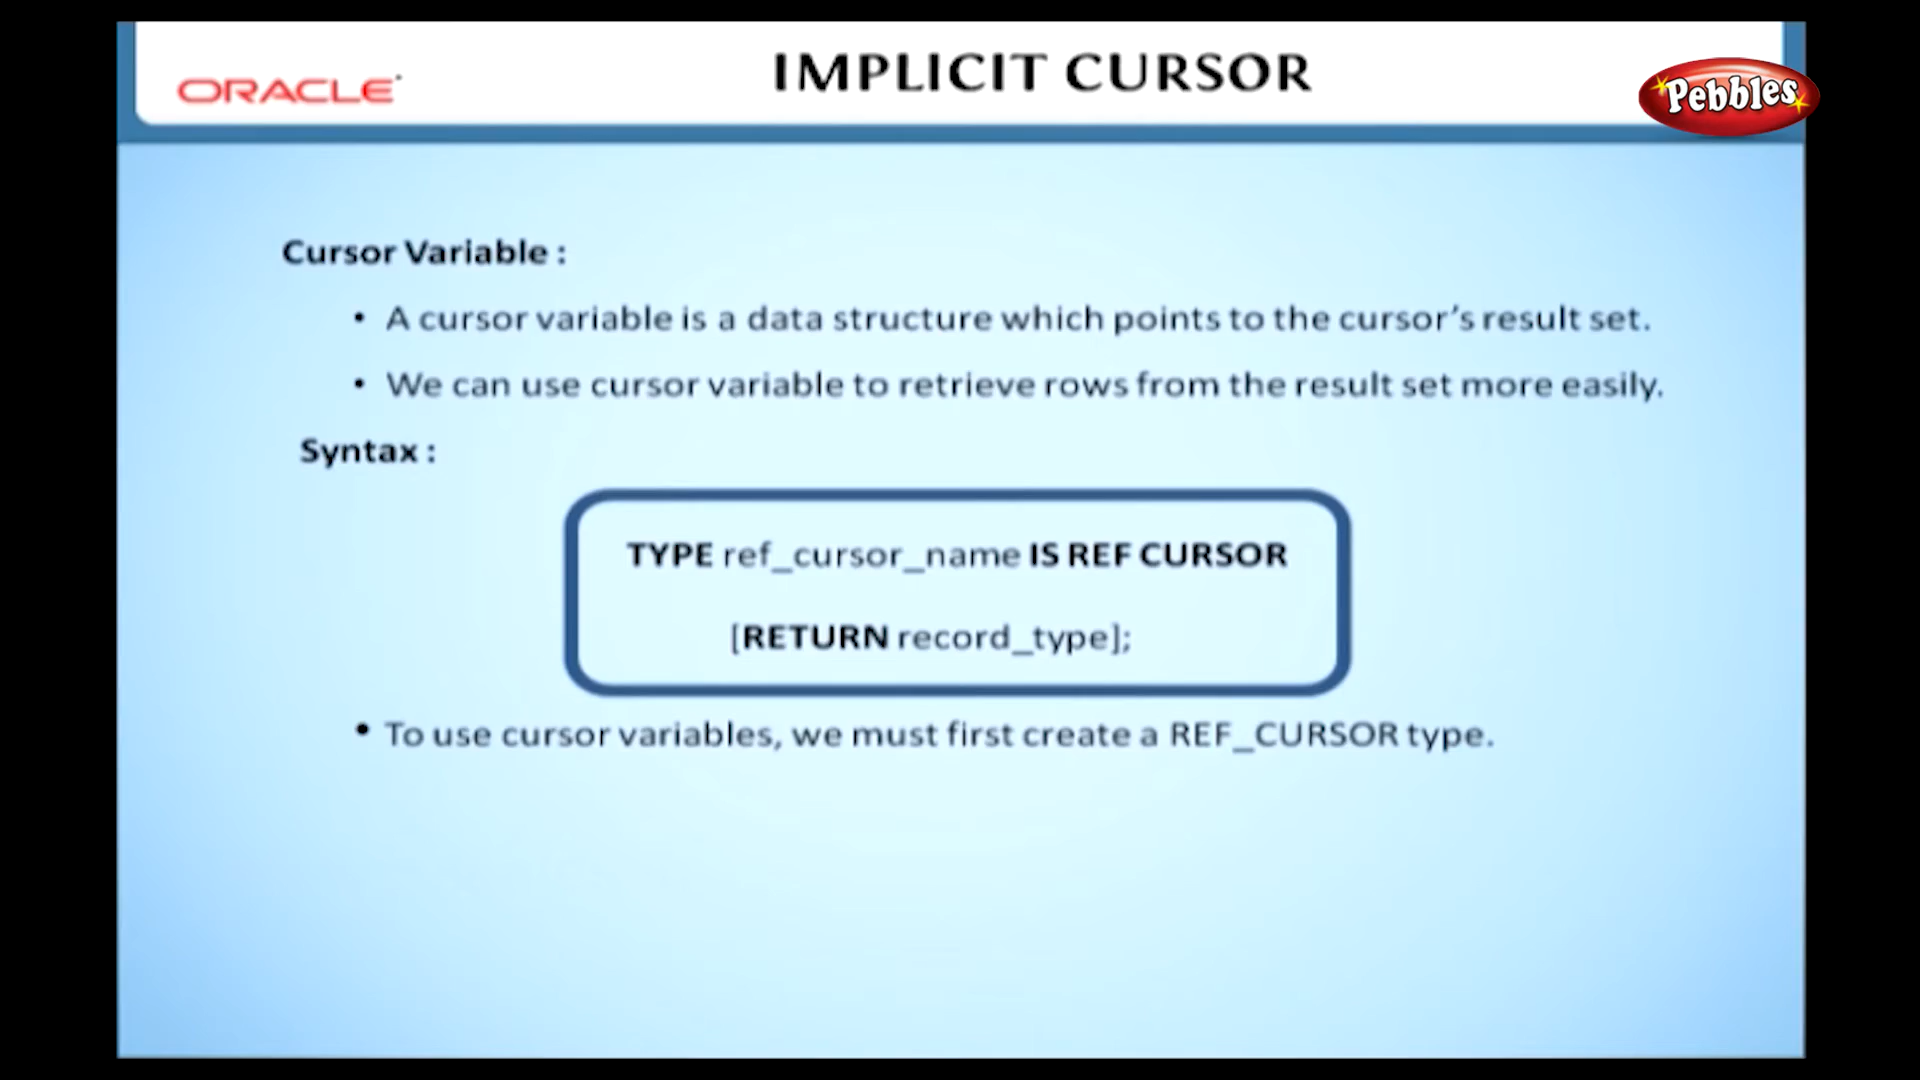 IMPLICIT CURSOR
ORACLE
Pebbles
Cursor Variable :
• A cursor variable is a data structure which points to the cursor's result set.
• We can use cursor variable to retrieve rows from the result set more easily.
Syntax :
TYPE ref_cursor_name IS REF CURSOR
[RETURN record_type];
• To use cursor variables, we must first create a REF_CURSOR type.